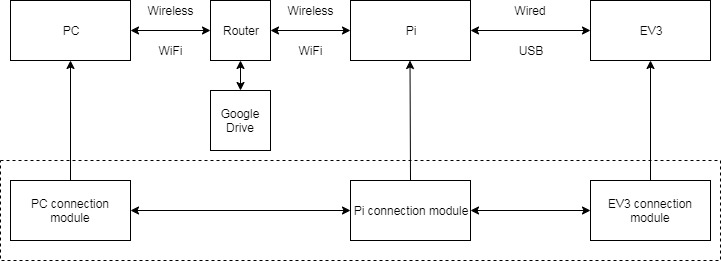 Wireless
Wireless
Wired
PC
Router
Pi
EV3
WiFi
WiFi
USB
Google
Drive
PC connection
module
Pi connection module
EV3 connection
module